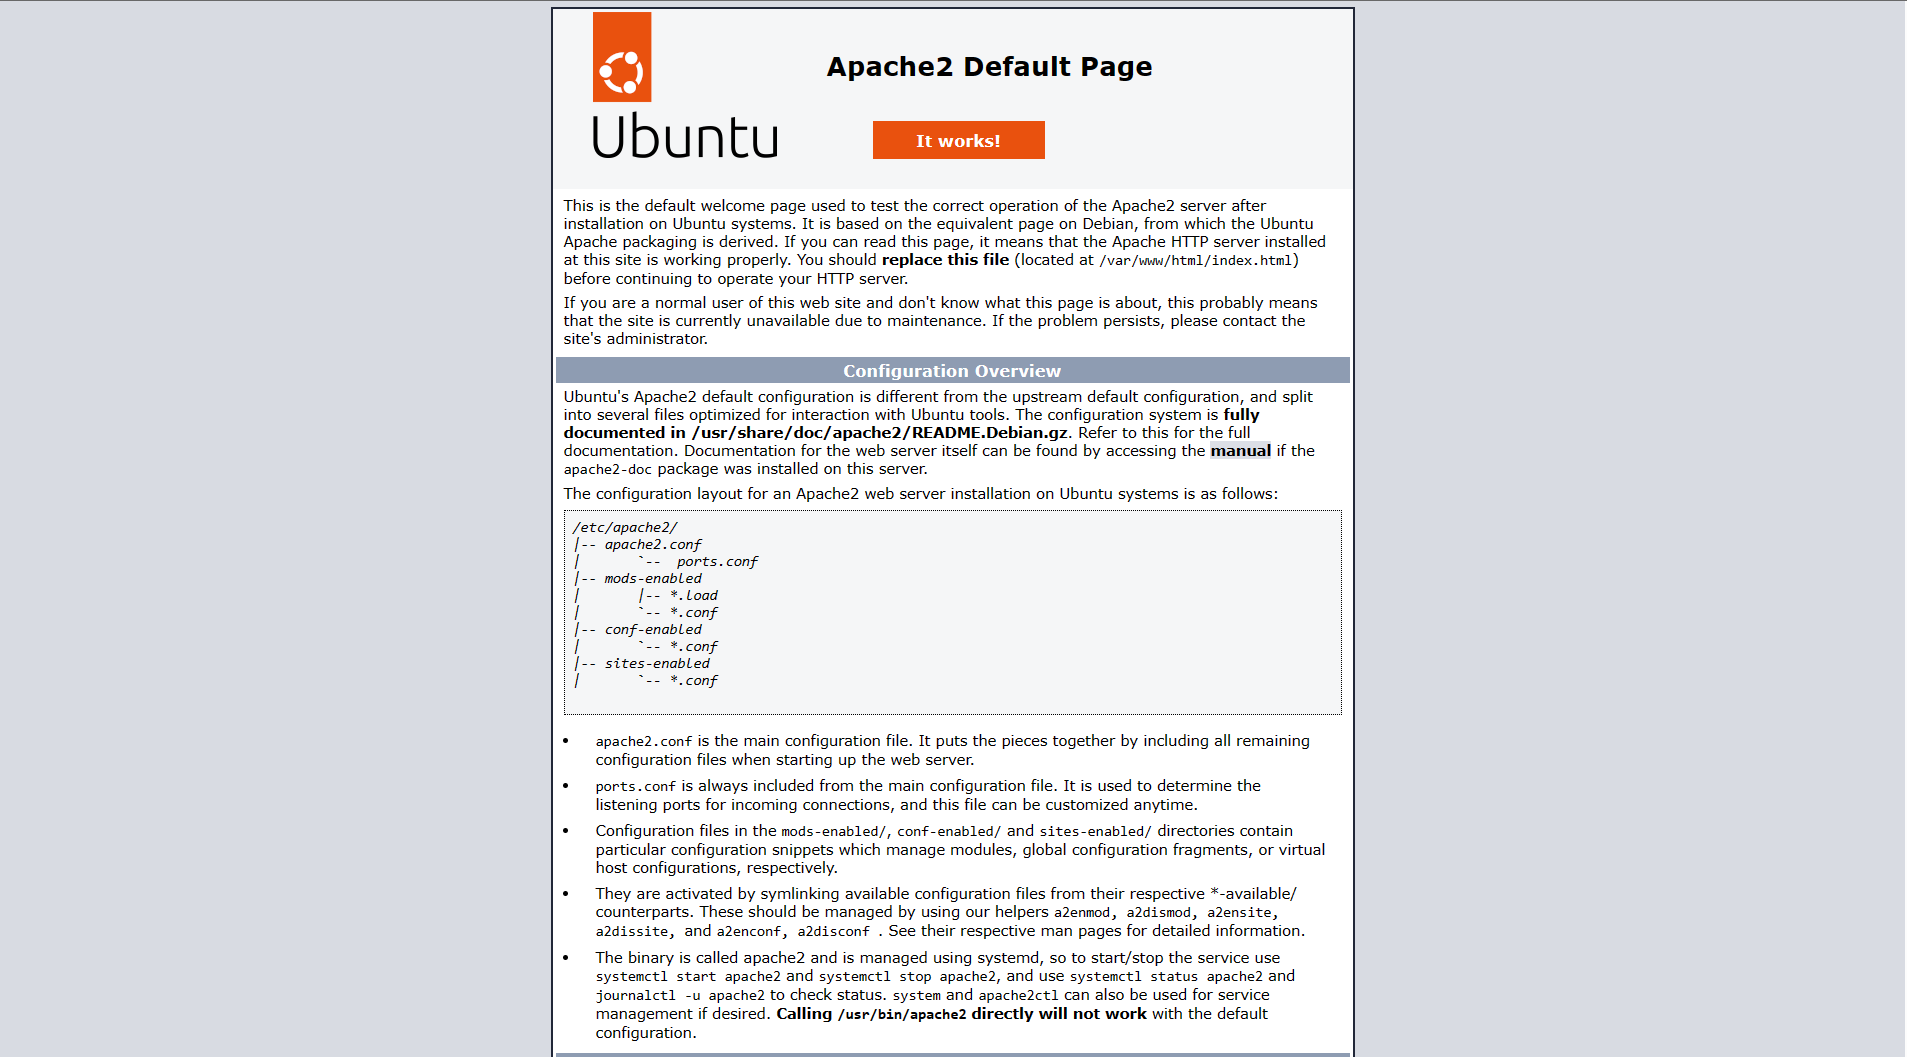 Apache2 Default Page
Ubuntu
It works!
This is the default welcome page used to test the correct operation of the Apache2 server after
installation on Ubuntu systems. It is based on the equivalent page on Debian, from which the Ubuntu
Apache packaging is derived. If you can read this page, it means that the Apache HTTP server installed
at this site is working properly. You should replace this file (located at /var/www/html/index.html)
before continuing to operate your HTTP server.
If you are a normal user of this web site and don't know what this page is about, this probably means
that the site is currently unavailable due to maintenance. If the problem persists, please contact the
site's administrator.
Configuration Overview
Ubuntu's Apache2 default configuration is different from the upstream default configuration, and split
into several files optimized for interaction with Ubuntu tools. The configuration system is fully
documented in /usr/share/doc/apache2/README.Debian.gz. Refer to this for the full
documentation. Documentation for the web server itself can be found by accessing the manual if the
apache2-doc package was installed on this server.
The configuration layout for an Apache2 web server installation on Ubuntu systems is as follows:
/etc/apache2/
|-- apache2.conf
|       `--  ports.conf
|-- mods-enabled
|       |-- *.load
|       `-- *.conf
|-- conf-enabled
|       `-- *.conf
|-- sites-enabled
|       `-- *.conf
• apache2.conf is the main configuration file. It puts the pieces together by including all remaining
configuration files when starting up the web server.
• ports.conf is always included from the main configuration file. It is used to determine the
listening ports for incoming connections, and this file can be customized anytime.
• Configuration files in the mods-enabled/, conf-enabled/ and sites-enabled/ directories contain
particular configuration snippets which manage modules, global configuration fragments, or virtual
host configurations, respectively.
• They are activated by symlinking available configuration files from their respective *-available/
counterparts. These should be managed by using our helpers a2enmod, a2dismod, a2ensite,
a2dissite, and a2enconf, a2disconf . See their respective man pages for detailed information.
• The binary is called apache2 and is managed using systemd, so to start/stop the service use
systemctl start apache2 and systemctl stop apache2, and use systemctl status apache2 and
journalctl -u apache2 to check status. system and apache2ctl can also be used for service
management if desired. Calling /usr/bin/apache2 directly will not work with the default
configuration.